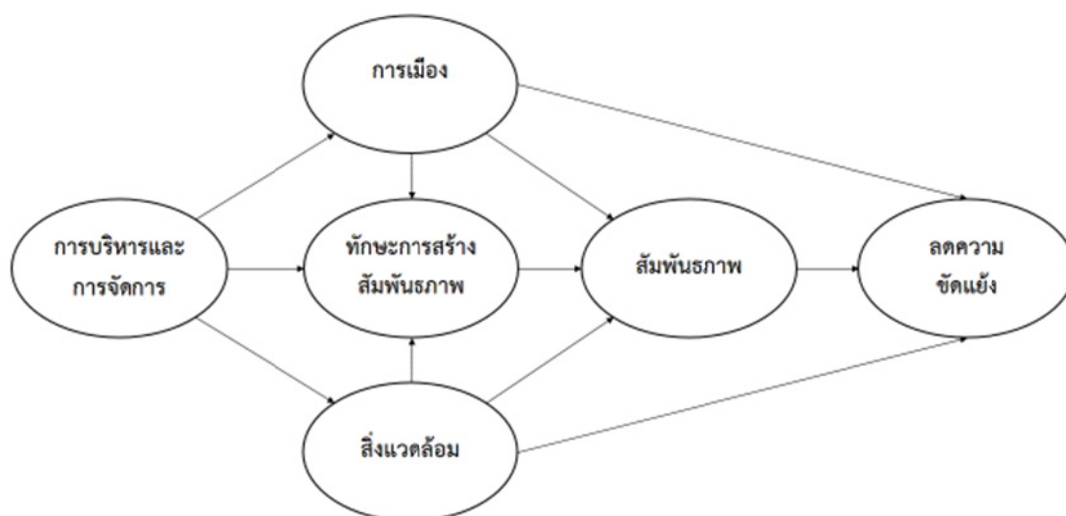 การเมือง
การบริหารและ
การจัดการ
ทักษะการสร้าง
สัมพันธภาพ
สัมพันธภาพ
ลดความ
ขัดแย้ง
สิ่งแวดล้อม